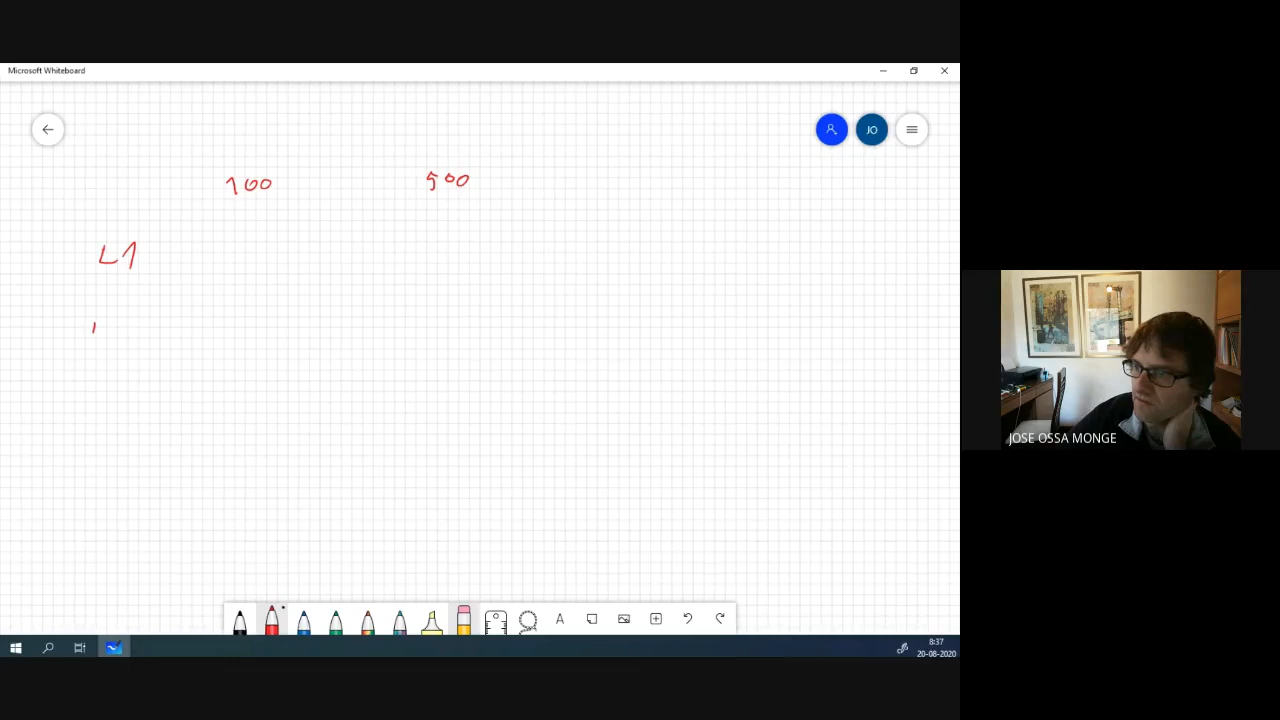 Microsoft Whiteboard
JO
100 500
L1
A
JOSE OSSA MONGE
8:37
20-08-2020